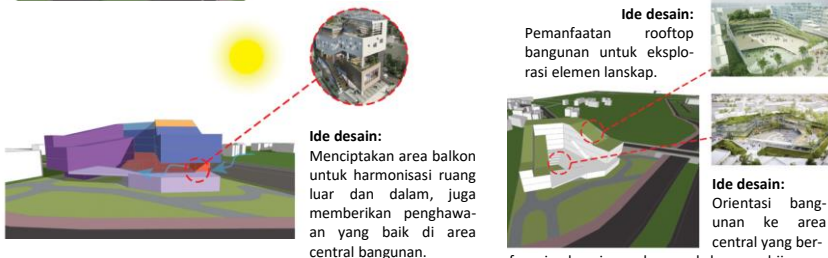 Ide desain:
Menciptakan area balkon
untuk harmonisasi ruang
luar dan dalam, juga
memberikan penghawa-
an yang baik di area
central bangunan.
Ide desain:
Pemanfaatan rooftop
bangunan untuk eksplo-
rasi elemen lanskap.
Ide desain:
Orientasi bang-
unan ke area
central yang ber-